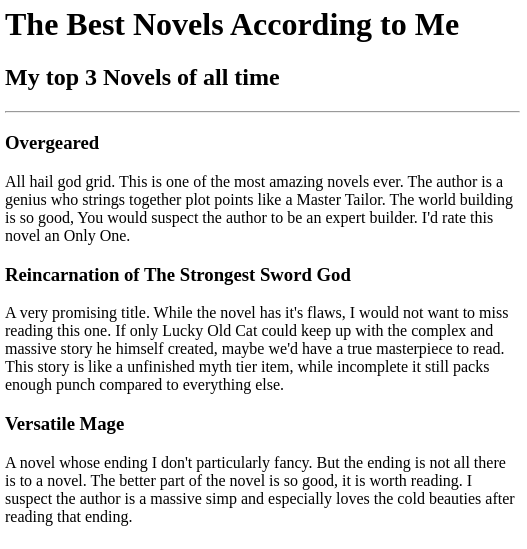 The Best Novels According to Me
My top 3 Novels of all time
Overgeared
All hail god grid. This is one of the most amazing novels ever. The author is a
genius who strings together plot points like a Master Tailor. The world building
is so good, You would suspect the author to be an expert builder. I'd rate this
novel an Only One.
Reincarnation of The Strongest Sword God
A very promising title. While the novel has it's flaws, I would not want to miss
reading this one. If only Lucky Old Cat could keep up with the complex and
massive story he himself created, maybe we'd have a true masterpiece to read.
This story is like a unfinished myth tier item, while incomplete it still packs
enough punch compared to everything else.
Versatile Mage
A novel whose ending I don't particularly fancy. But the ending is not all there
is to a novel. The better part of the novel is so good, it is worth reading. I
suspect the author is a massive simp and especially loves the cold beauties after
reading that ending.